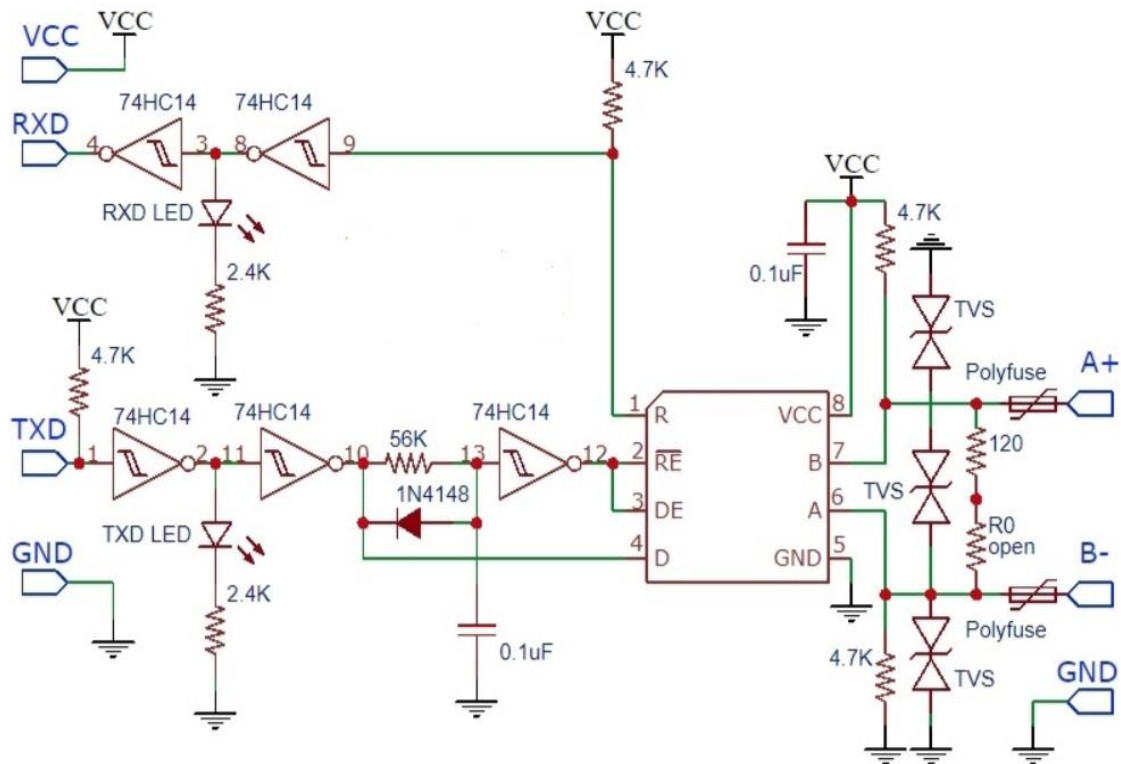 VCC
VCC
VCC
4.7K
74HC14
74HC14
RXD
4
3
8
9
VCC
RXD LED
4.7K
0.1uF
2.4K
TVS
VCC
4.7K
Polyfuse
A+
74HC14
74HC14
74HC14
1
R
VCC
8
TXD
1
2
11
10
56K
13
12
2
RE
B
7
120
1N4148
TVS
3
DE
A
6
TXD LED
R0
open
GND
4
D
GND
5
B-
2.4K
Polyfuse
0.1uF
4.7K
TVS
GND